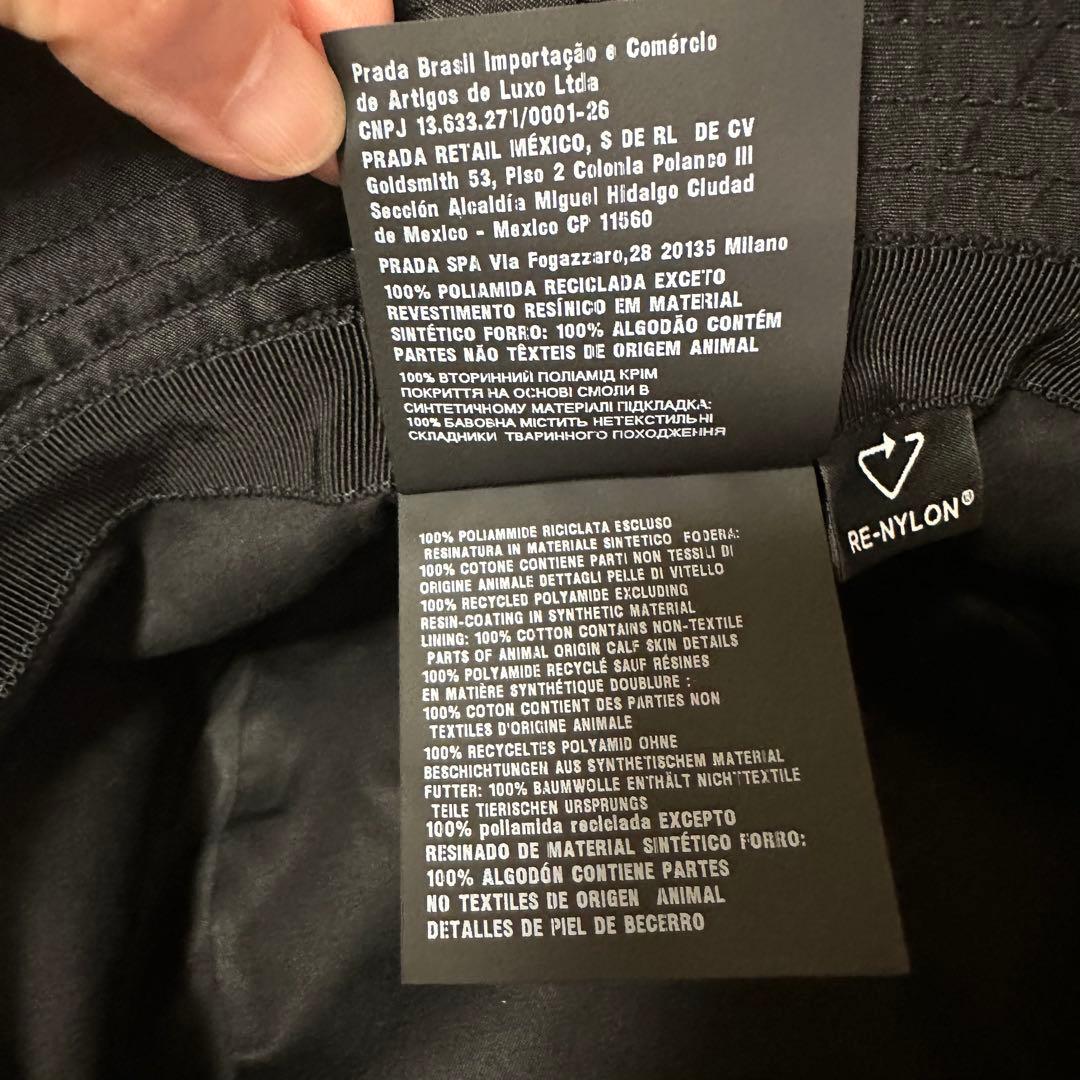 Prada Brasil Importação e Comércio
de Artigos de Luxo Ltda
CNPJ 13.633.271/0001-26
PRADA RETAIL MÉXICO, S DE RL DE CV
Goldsmith 53, Piso 2 Colonia Polanco III
Sección Alcaldía Miguel Hidalgo Ciudad
de Mexico - Mexico CP 11560
PRADA SPA Via Fogazzaro,28 20135 Milano
100% POLIAMIDA RECICLADA EXCETO
REVESTIMENTO RESÍNICO EM MATERIAL
SINTÉTICO FORRO: 100% ALGODÃO CONTÉM
PARTES NÃO TÊXTEIS DE ORIGEM ANIMAL
100% ВТОРИННИЙ ПОЛІАМІД КРІМ
ПОКРИТТЯ НА ОСНОВІ СМОЛИ В
СИНТЕТИЧНОМУ МАТЕРІАЛІ ПІДКЛАДКА:
100% БАВОВНА МІСТИТЬ НЕТЕКСТИЛЬНІ
СКЛАДНИКИ ТВАРИННОГО ПОХОДЖЕННЯ
RE-NYLON®
100% POLIAMMIDE RICICLATA ESCLUSO
RESINATURA IN MATERIALE SINTETICO FODERA:
100% COTONE CONTIENE PARTI NON TESSILI DI
ORIGINE ANIMALE DETTAGLI PELLE DI VITELLO
100% RECYCLED POLYAMIDE EXCLUDING
RESIN-COATING IN SYNTHETIC MATERIAL
LINING: 100% COTTON CONTAINS NON-TEXTILE
PARTS OF ANIMAL ORIGIN CALF SKIN DETAILS
100% POLYAMIDE RECYCLÉ SAUF RÉSINES
EN MATIÈRE SYNTHÉTIQUE DOUBLURE :
100% COTON CONTIENT DES PARTIES NON
TEXTILES D'ORIGINE ANIMALE
100% RECYCELTES POLYAMID OHNE
BESCHICHTUNGEN AUS SYNTHETISCHEM MATERIAL
FUTTER: 100% BAUMWOLLE ENTHÄLT NICHTTEXTILE
TEILE TIERISCHEN URSPRUNGS
100% poliamida reciclada EXCEPTO
RESINADO DE MATERIAL SINTÉTICO FORRO:
100% ALGODÓN CONTIENE PARTES
NO TEXTILES DE ORIGEN ANIMAL
DETALLES DE PIEL DE BECERRO